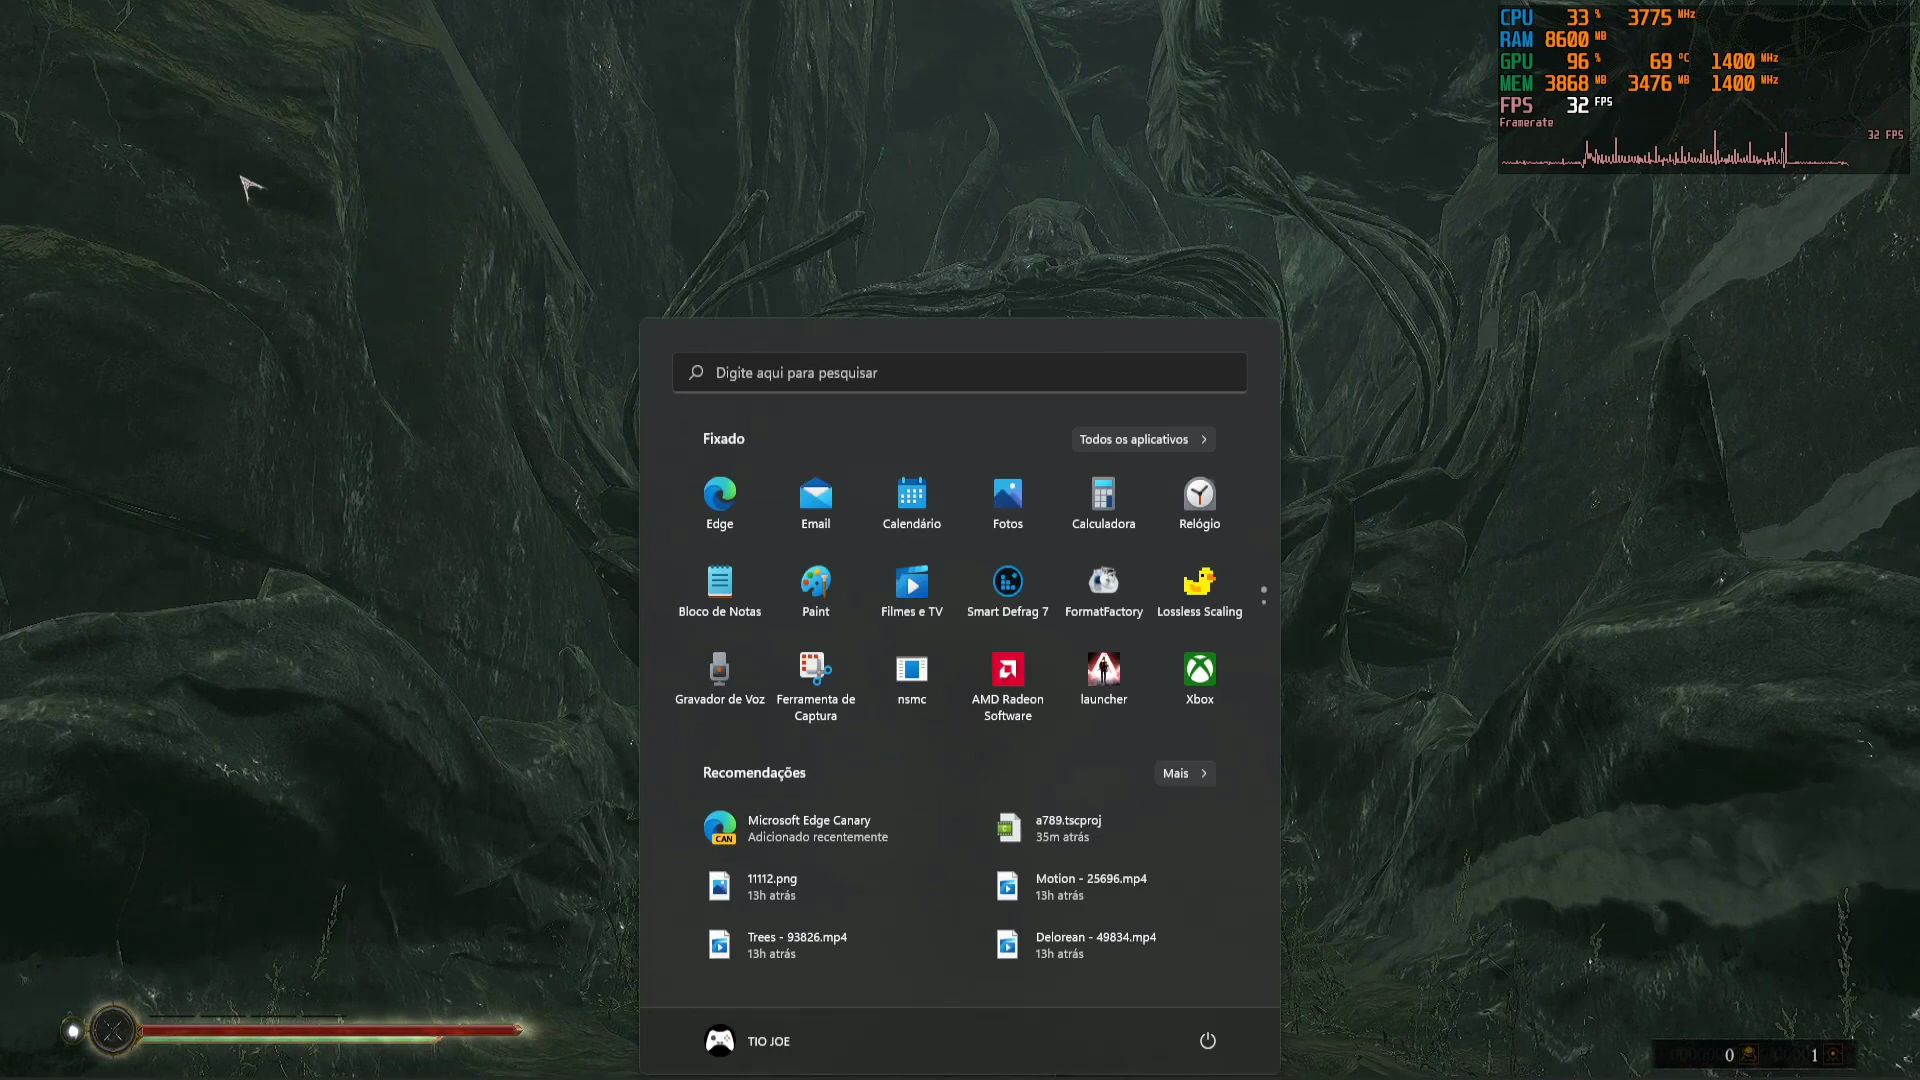 CPU 33 % 3775 MHz
RAM 8600 MB
GPU 96 % 69 °C 1400 MHz
MEM 3868 MB 3476 MB 1400 MHz
FPS 32 FPS
Framerate
32 FPS
Digite aqui para pesquisar
Fixado
Todos os aplicativos
Edge
Email
Calendário
Fotos
Calculadora
Relógio
Bloco de Notas
Paint
Filmes e TV
Smart Defrag 7
FormatFactory
Lossless Scaling
Gravador de Voz
Ferramenta de
Captura
nsmc
AMD Radeon
Software
launcher
Xbox
Recomendações
Mais
CAN
Microsoft Edge Canary
Adicionado recentemente
a789.tscproj
35m atrás
11112.png
13h atrás
Motion - 25696.mp4
13h atrás
Trees - 93826.mp4
13h atrás
Delorean - 49834.mp4
13h atrás
TIO JOE
0
1